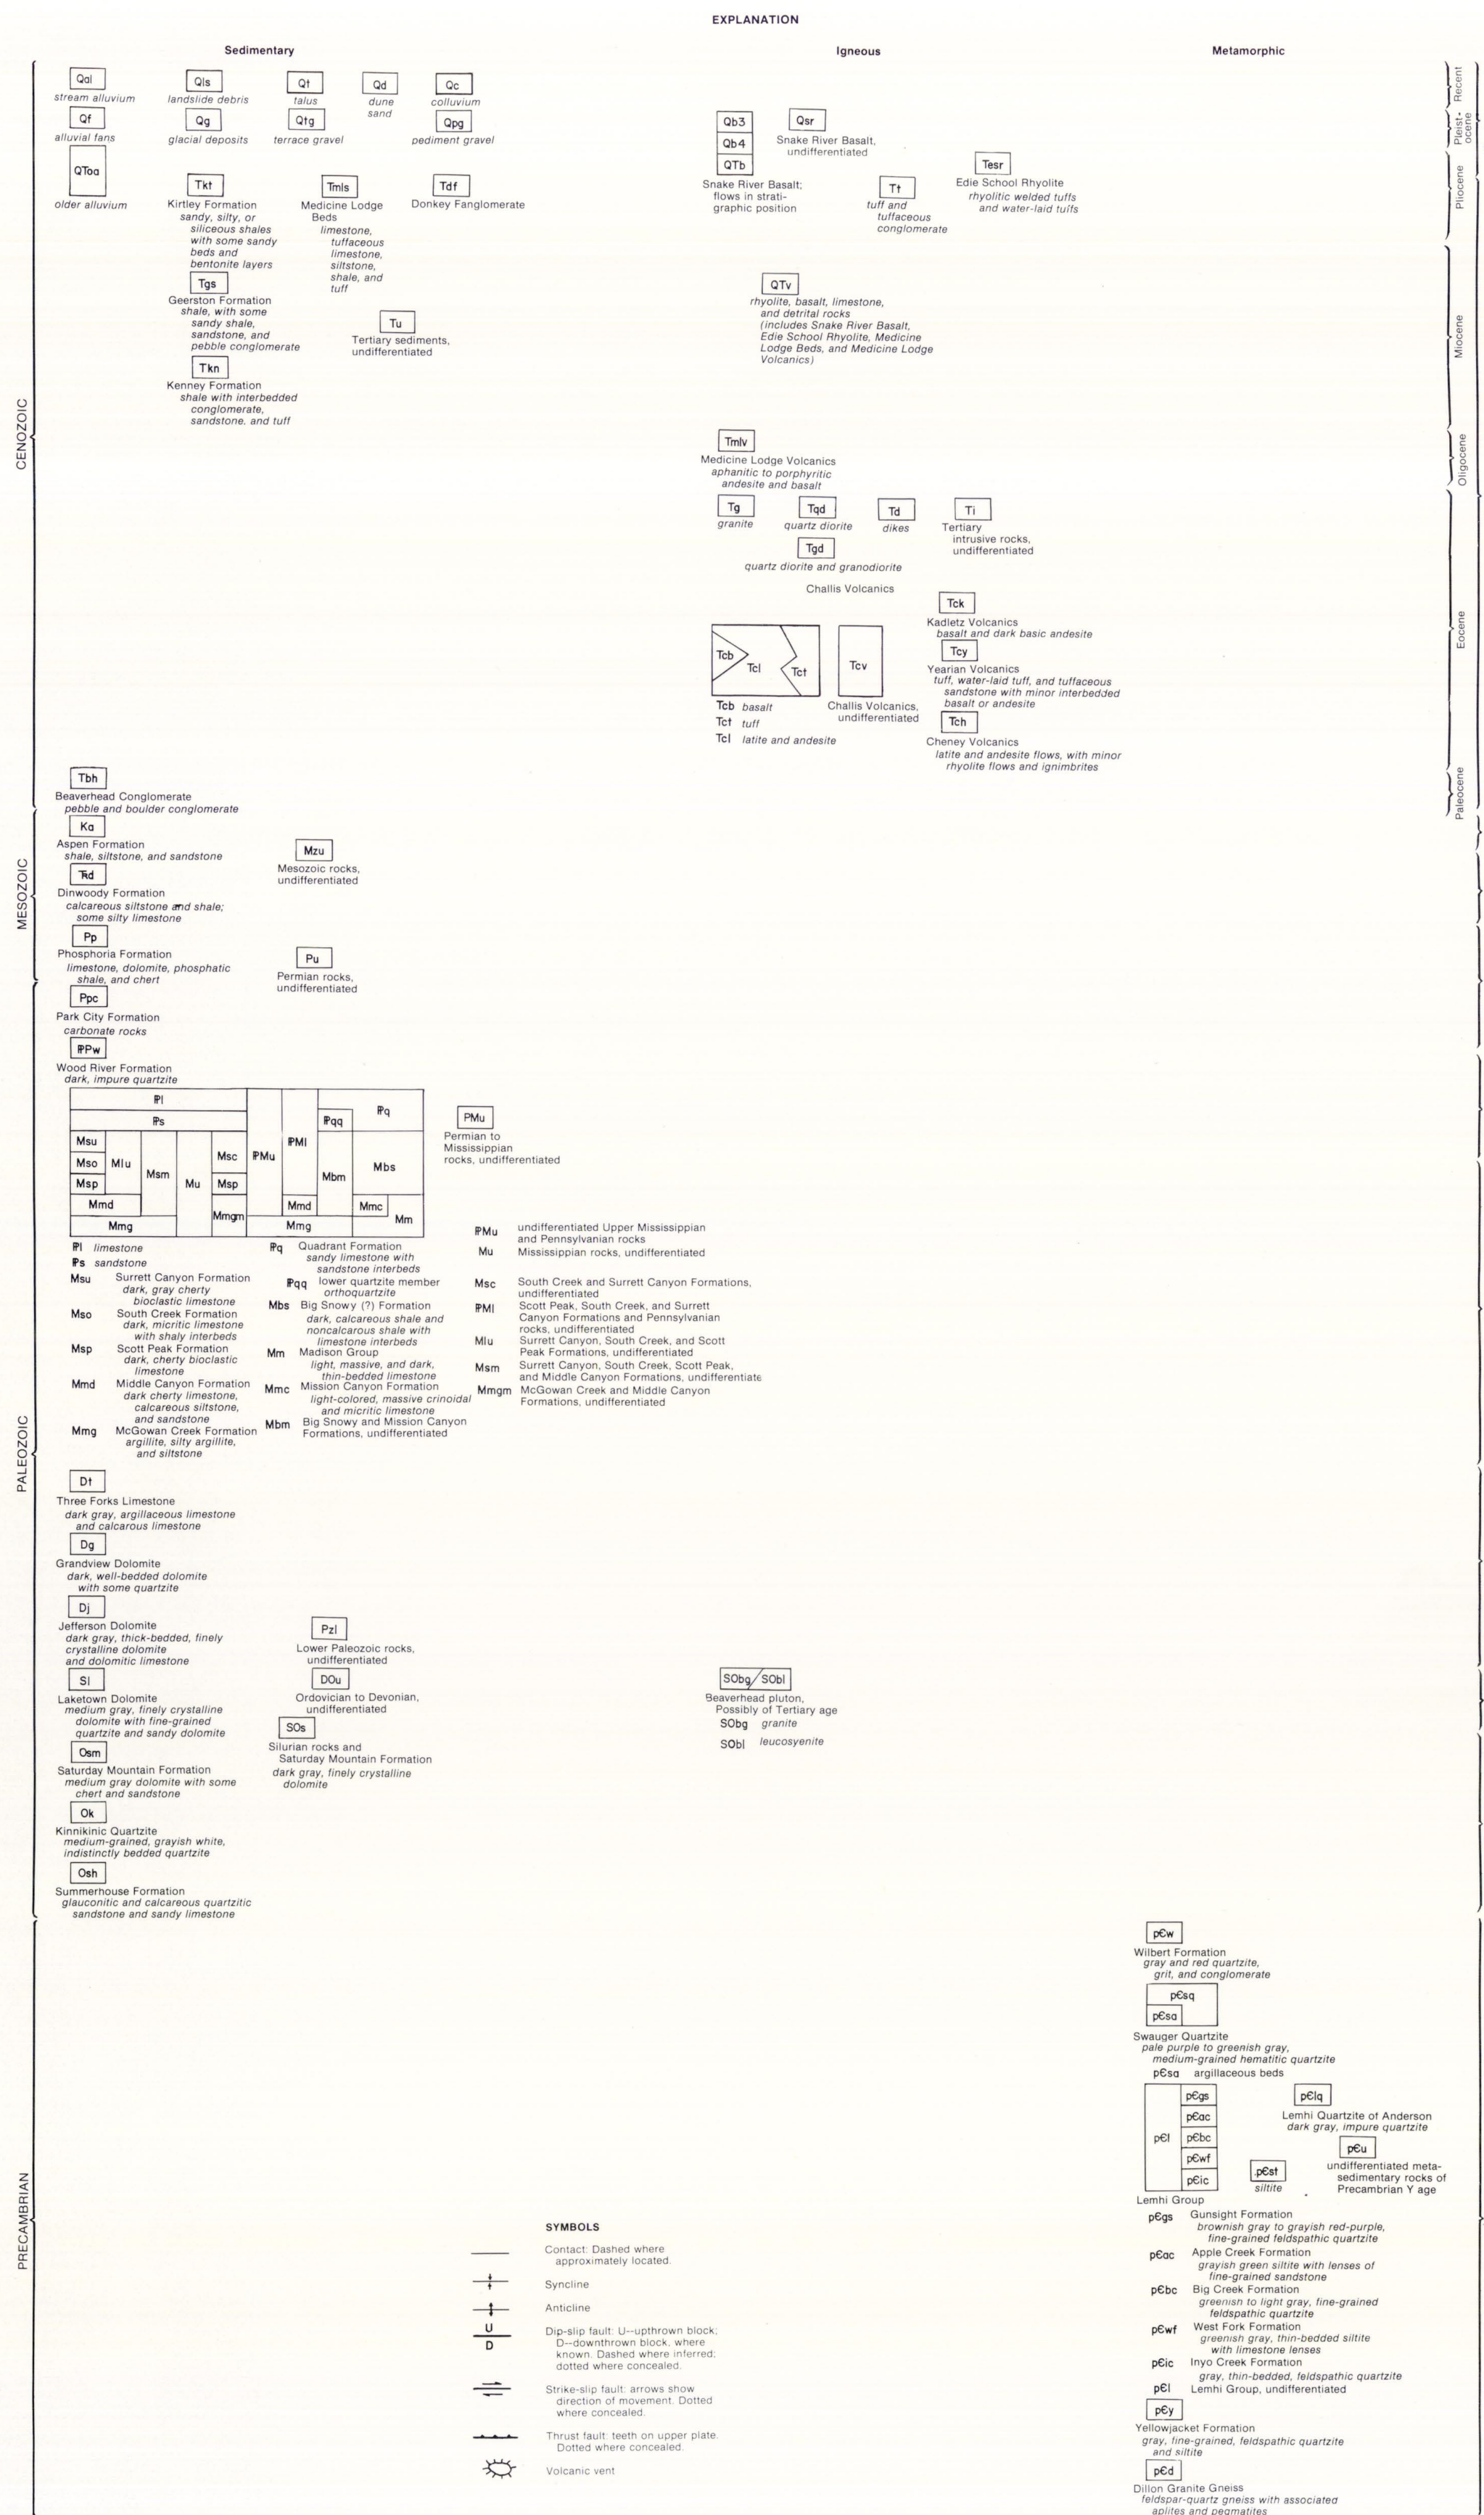 EXPLANATION
Sedimentary
Igneous
Metamorphic
CENOZOIC
MESOZOIC
PALEOZOIC
PRECAMBRIAN
Recent
Pleist-
ocene
Pliocene
Miocene
Oligocene
Eocene
Paleocene
Qal
stream alluvium
Qls
landslide debris
Qt
talus
Qd
dune
sand
Qc
colluvium
Qf
alluvial fans
Qg
glacial deposits
Qtg
terrace gravel
Qpg
pediment gravel
QToa
older alluvium
Tkt
Kirtley Formation
sandy, silty, or
siliceous shales
with some sandy
beds and
bentonite layers
Tmls
Medicine Lodge
Beds
limestone,
tuffaceous
limestone,
siltstone,
shale, and
tuff
Tdf
Donkey Fanglomerate
Tgs
Geerston Formation
shale, with some
sandy shale,
sandstone, and
pebble conglomerate
Tu
Tertiary sediments,
undifferentiated
Tkn
Kenney Formation
shale with interbedded
conglomerate,
sandstone. and tuff
Qb3
Qb4
QTb
Snake River Basalt;
flows in strati-
graphic position
Qsr
Snake River Basalt,
undifferentiated
Tt
tuff and
tuffaceous
conglomerate
Tesr
Edie School Rhyolite
rhyolitic welded tuffs
and water-laid tuffs
QTv
rhyolite, basalt, limestone,
and detrital rocks
(includes Snake River Basalt,
Edie School Rhyolite, Medicine
Lodge Beds, and Medicine Lodge
Volcanics)
Tmlv
Medicine Lodge Volcanics
aphanitic to porphyritic
andesite and basalt
Tg
granite
Tqd
quartz diorite
Td
dikes
Ti
Tertiary
intrusive rocks,
undifferentiated
Tgd
quartz diorite and granodiorite
Challis Volcanics
Tcb
Tcl
Tct
Tcv
Tcb basalt
Tct tuff
Tcl latite and andesite
Challis Volcanics,
undifferentiated
Tck
Kadletz Volcanics
basalt and dark basic andesite
Tcy
Yearian Volcanics
tuff, water-laid tuff, and tuffaceous
sandstone with minor interbedded
basalt or andesite
Tch
Cheney Volcanics
latite and andesite flows, with minor
rhyolite flows and ignimbrites
Tbh
Beaverhead Conglomerate
pebble and boulder conglomerate
Ka
Aspen Formation
shale, siltstone, and sandstone
Mzu
Mesozoic rocks,
undifferentiated
Ꞧd
Dinwoody Formation
calcareous siltstone and shale;
some silty limestone
Pp
Phosphoria Formation
limestone, dolomite, phosphatic
shale, and chert
Pu
Permian rocks,
undifferentiated
Ppc
Park City Formation
carbonate rocks
ꟼPw
Wood River Formation
dark, impure quartzite
ꟼl
ꟼs
Msu
Mso
Msp
Mlu
Msm
Mu
Msc
Msp
Mmd
Mmg
Mmgm
ꟼMu
ꟼMl
Mmd
Mmg
ꟼqq
ꟼq
Mbm
Mbs
Mmc
Mm
PMu
Permian to
Mississippian
rocks, undifferentiated
ꟼl limestone
ꟼs sandstone
Msu Surrett Canyon Formation
dark, gray cherty
bioclastic limestone
Mso South Creek Formation
dark, micritic limestone
with shaly interbeds
Msp Scott Peak Formation
dark, cherty bioclastic
limestone
Mmd Middle Canyon Formation
dark cherty limestone,
calcareous siltstone,
and sandstone
Mmg McGowan Creek Formation
argillite, silty argillite,
and siltstone
ꟼq Quadrant Formation
sandy limestone with
sandstone interbeds
ꟼqq lower quartzite member
orthoquartzite
Mbs Big Snowy (?) Formation
dark, calcareous shale and
noncalcarous shale with
limestone interbeds
Mm Madison Group
light, massive, and dark,
thin-bedded limestone
Mmc Mission Canyon Formation
light-colored, massive crinoidal
and micritic limestone
Mbm Big Snowy and Mission Canyon
Formations, undifferentiated
ꟼMu undifferentiated Upper Mississippian
and Pennsylvanian rocks
Mu Mississippian rocks, undifferentiated
Msc South Creek and Surrett Canyon Formations,
undifferentiated
ꟼMl Scott Peak, South Creek, and Surrett
Canyon Formations and Pennsylvanian
rocks, undifferentiated
Mlu Surrett Canyon, South Creek, and Scott
Peak Formations, undifferentiated
Msm Surrett Canyon, South Creek, Scott Peak,
and Middle Canyon Formations, undifferentiate
Mmgm McGowan Creek and Middle Canyon
Formations, undifferentiated
Dt
Three Forks Limestone
dark gray, argillaceous limestone
and calcarous limestone
Dg
Grandview Dolomite
dark, well-bedded dolomite
with some quartzite
Dj
Jefferson Dolomite
dark gray, thick-bedded, finely
crystalline dolomite
and dolomitic limestone
Pzl
Lower Paleozoic rocks,
undifferentiated
Sl
Laketown Dolomite
medium gray, finely crystalline
dolomite with fine-grained
quartzite and sandy dolomite
DOu
Ordovician to Devonian,
undifferentiated
SOs
Silurian rocks and
Saturday Mountain Formation
dark gray, finely crystalline
dolomite
SObg/SObl
Beaverhead pluton,
Possibly of Tertiary age
SObg granite
SObl leucosyenite
Osm
Saturday Mountain Formation
medium gray dolomite with some
chert and sandstone
Ok
Kinnikinic Quartzite
medium-grained, grayish white,
indistinctly bedded quartzite
Osh
Summerhouse Formation
glauconitic and calcareous quartzitic
sandstone and sandy limestone
p€w
Wilbert Formation
gray and red quartzite,
grit, and conglomerate
p€sq
p€sa
Swauger Quartzite
pale purple to greenish gray,
medium-grained hematitic quartzite
p€sa argillaceous beds
p€l
p€gs
p€ac
p€bc
p€wf
p€ic
p€lq
Lemhi Quartzite of Anderson
dark gray, impure quartzite
p€u
undifferentiated meta-
sedimentary rocks of
Precambrian Y age
p€st
siltite
Lemhi Group
p€gs Gunsight Formation
brownish gray to grayish red-purple,
fine-grained feldspathic quartzite
p€ac Apple Creek Formation
grayish green siltite with lenses of
fine-grained sandstone
p€bc Big Creek Formation
greenish to light gray, fine-grained
feldspathic quartzite
p€wf West Fork Formation
greenish gray, thin-bedded siltite
with limestone lenses
p€ic Inyo Creek Formation
gray, thin-bedded, feldspathic quartzite
p€l Lemhi Group, undifferentiated
p€y
Yellowjacket Formation
gray, fine-grained, feldspathic quartzite
and siltite
p€d
Dillon Granite Gneiss
feldspar-quartz gneiss with associated
aplites and pegmatites
SYMBOLS
Contact: Dashed where
approximately located.
Syncline
Anticline
U
D
Dip-slip fault: U--upthrown block;
D--downthrown block, where
known. Dashed where inferred;
dotted where concealed.
Strike-slip fault: arrows show
direction of movement. Dotted
where concealed.
Thrust fault: teeth on upper plate.
Dotted where concealed.
Volcanic vent